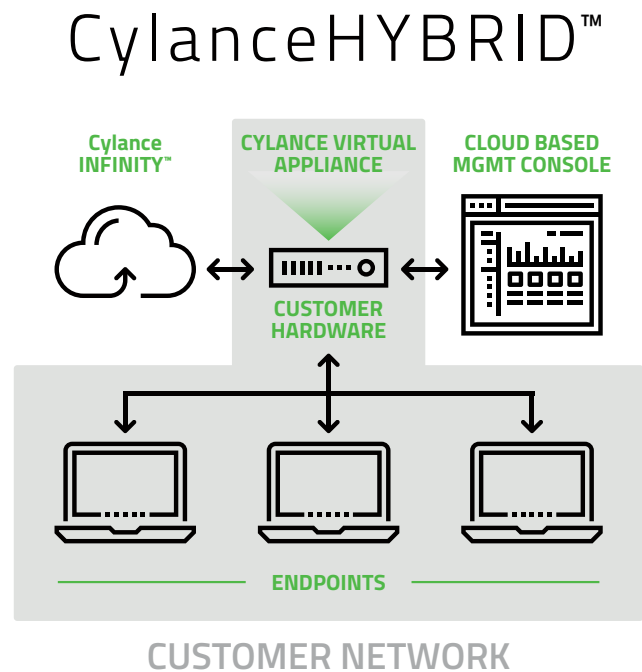 CylanceHYBRID™
Cylance
INFINITY™
CYLANCE VIRTUAL
APPLIANCE
CLOUD BASED
MGMT CONSOLE
CUSTOMER
HARDWARE
ENDPOINTS
CUSTOMER NETWORK